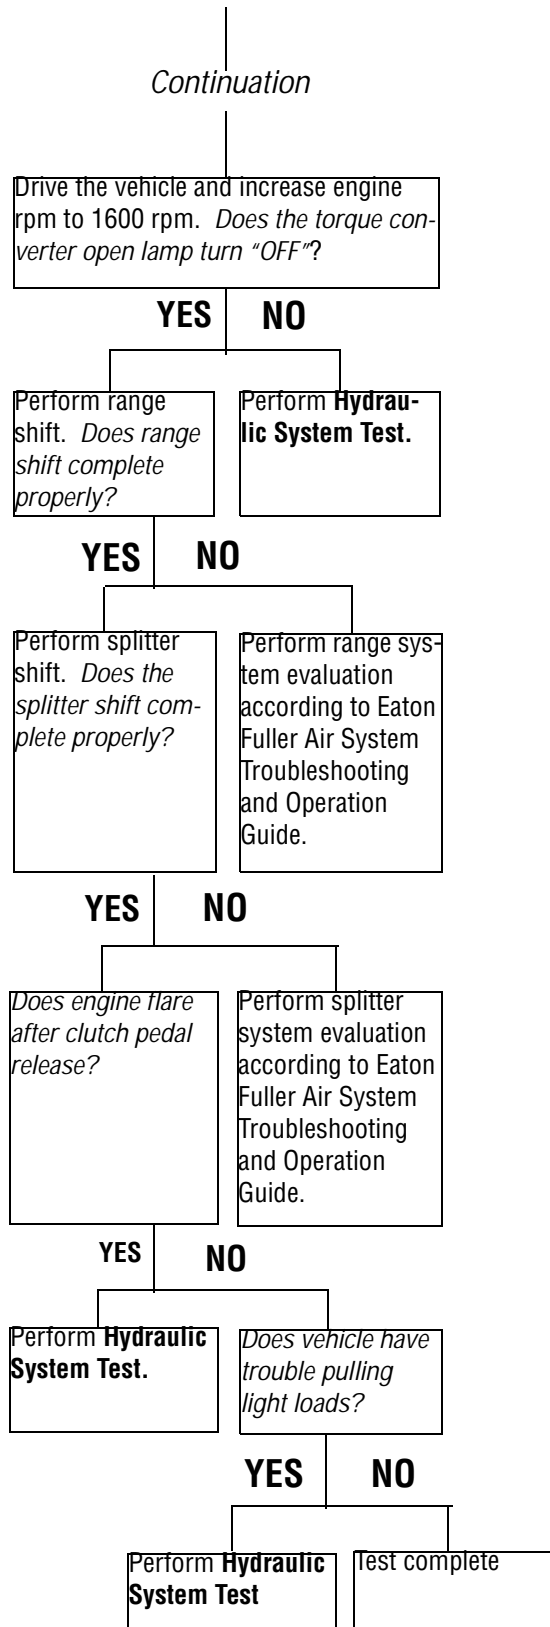 Continuation
Drive the vehicle and increase engine
rpm to 1600 rpm.  Does the torque con-
verter open lamp turn “OFF”?
YES NO
Perform range
shift.  Does range
shift complete
properly?
Perform Hydrau-
lic System Test.
YES NO
Perform splitter
shift.  Does the
splitter shift com-
plete properly?
Perform range sys-
tem evaluation
according to Eaton
Fuller Air System
Troubleshooting
and Operation
Guide.
YES NO
Does engine flare
after clutch pedal
release?
Perform splitter
system evaluation
according to Eaton
Fuller Air System
Troubleshooting
and Operation
Guide.
YES NO
Perform Hydraulic
System Test.
Does vehicle have
trouble pulling
light loads?
YES NO
Perform Hydraulic
System Test
Test complete